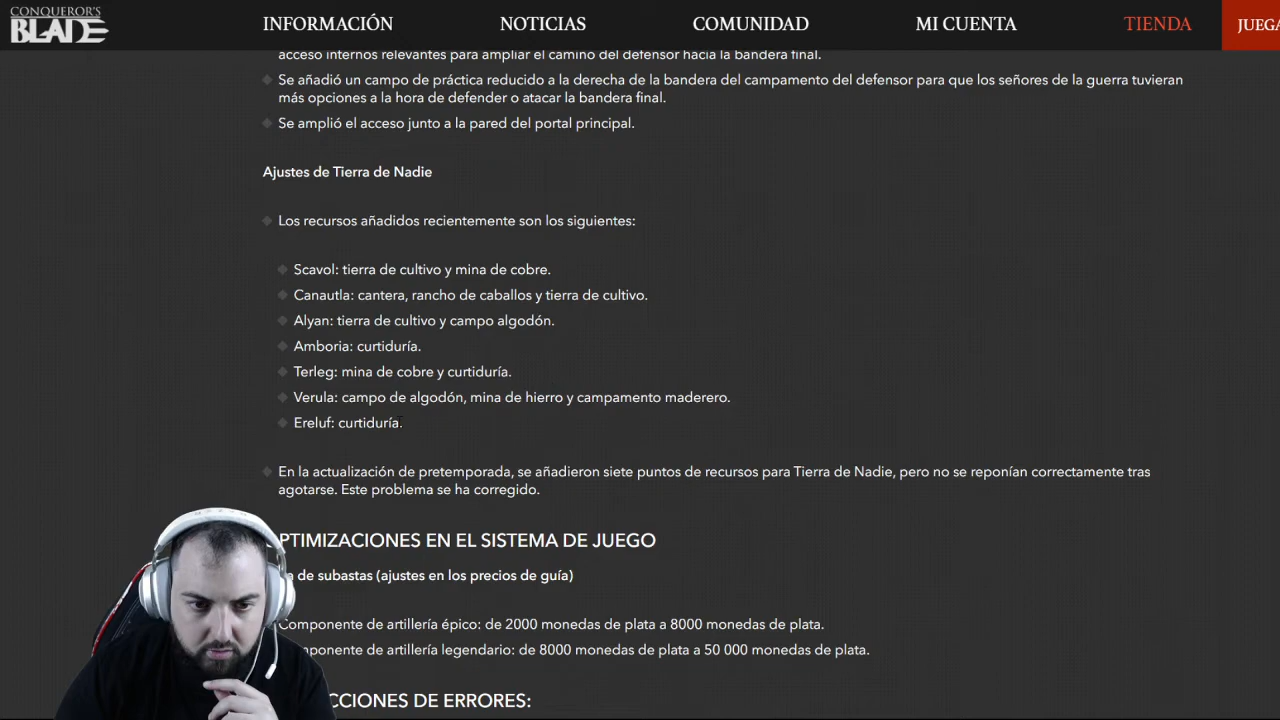 CONQUEROR'S
BLADE
INFORMACIÓN
NOTICIAS
COMUNIDAD
MI CUENTA
TIENDA
acceso internos relevantes para ampliar el camino del defensor hacia la bandera final.
Se añadió un campo de práctica reducido a la derecha de la bandera del campamento del defensor para que los señores de la guerra tuvieran
más opciones a la hora de defender o atacar la bandera final.
Se amplió el acceso junto a la pared del portal principal.
Ajustes de Tierra de Nadie
Los recursos añadidos recientemente son los siguientes:
Scavol: tierra de cultivo y mina de cobre.
Canautla: cantera, rancho de caballos y tierra de cultivo.
Alyan: tierra de cultivo y campo algodón.
Amboria: curtiduría.
Terleg: mina de cobre y curtiduría.
Verula: campo de algodón, mina de hierro y campamento maderero.
Ereluf: curtiduría.
En la actualización de pretemporada, se añadieron siete puntos de recursos para Tierra de Nadie, pero no se reponían correctamente tras
agotarse. Este problema se ha corregido.
PTIMIZACIONES EN EL SISTEMA DE JUEGO
de subastas (ajustes en los precios de guía)
Componente de artillería épico: de 2000 monedas de plata a 8000 monedas de plata.
ponente de artillería legendario: de 8000 monedas de plata a 50 000 monedas de plata.
CCIONES DE ERRORES: